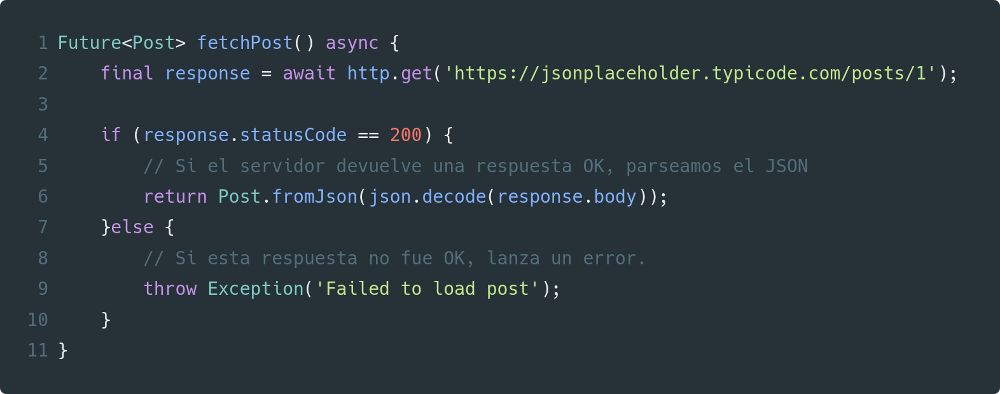 1 Future<Post> fetchPost() async {
2     final response = await http.get('https://jsonplaceholder.typicode.com/posts/1');
3
4     if (response.statusCode == 200) {
5         // Si el servidor devuelve una respuesta OK, parseamos el JSON
6         return Post.fromJson(json.decode(response.body));
7     }else {
8         // Si esta respuesta no fue OK, lanza un error.
9         throw Exception('Failed to load post');
10     }
11 }